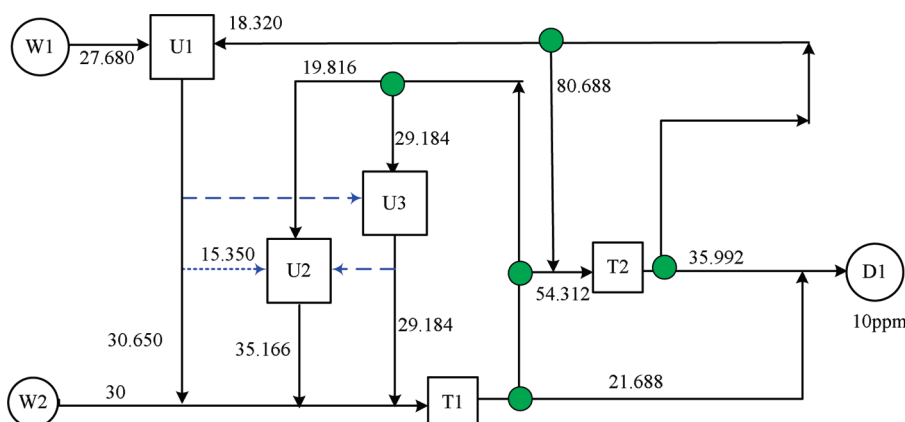 18.320
W1
U1
27.680
19.816
80.688
29.184
U3
15.350
U2
T2
35.992
D1
54.312
10ppm
30.650
35.166
29.184
W2
30
T1
21.688